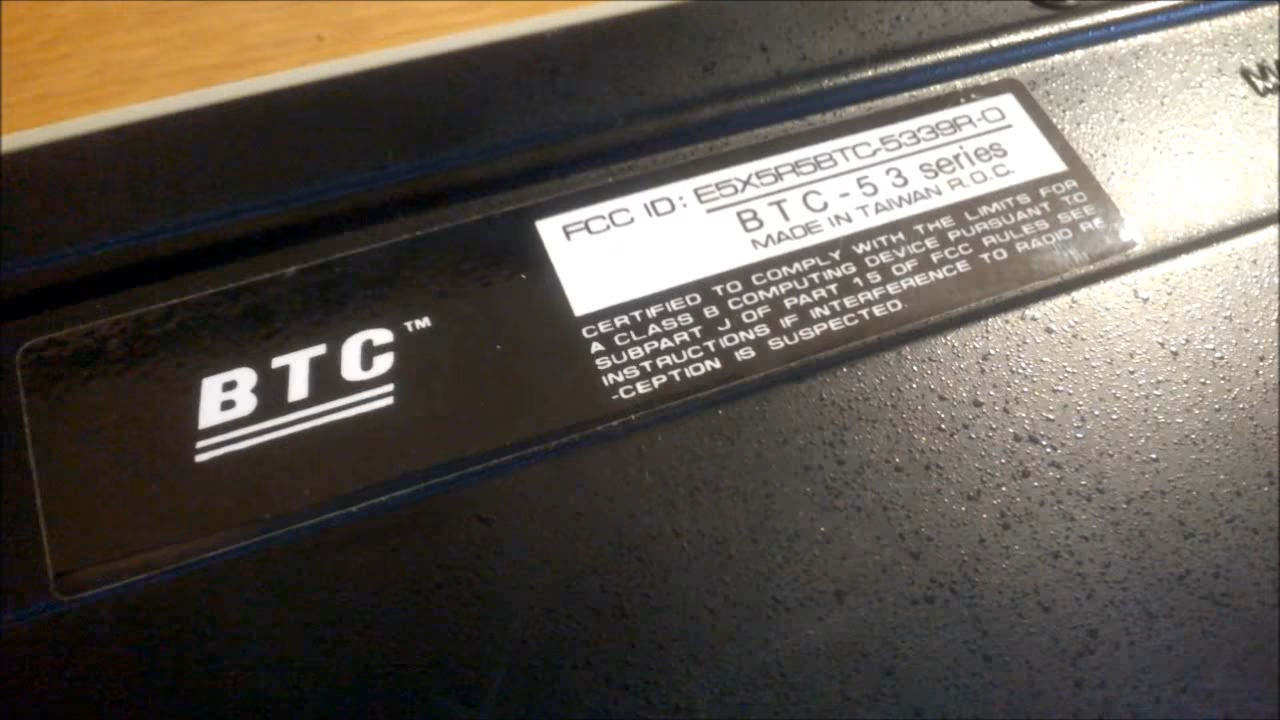 BTC™
FCC ID: E5X5R5BTC-5339R-O
BTC-53 series
MADE IN TAIWAN R.O.C.
CERTIFIED TO COMPLY WITH THE LIMITS FOR
A CLASS B COMPUTING DEVICE PURSUANT TO
SUBPART J OF PART 15 OF FCC RULES SEE
INSTRUCTIONS IF INTERFERENCE TO RADIO RE
-CEPTION IS SUSPECTED.